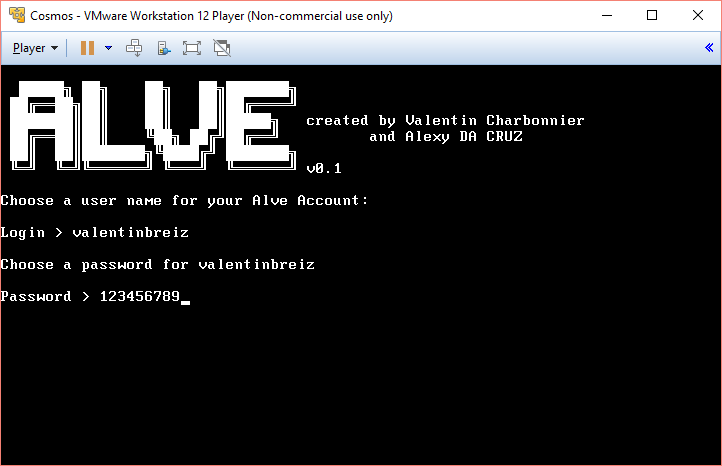 Cosmos - VMware Workstation 12 Player (Non-commercial use only)
Player
ALVE
created by Valentin Charbonnier
and Alexy DA CRUZ
v0.1
Choose a user name for your Alve Account:
Login > valentinbreiz
Choose a password for valentinbreiz
Password > 123456789